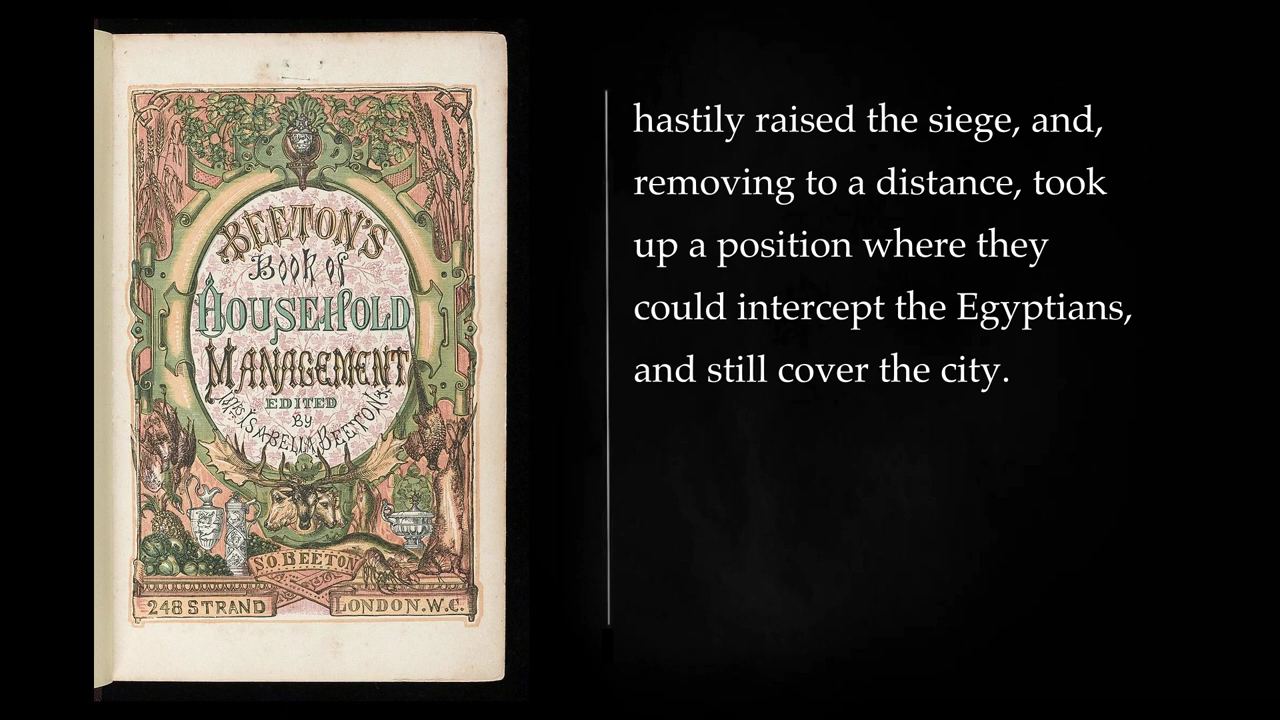 BEETON'S
Book of
HOUSEHOLD
MANAGEMENT
EDITED
BY
MRS ISABELLA BEETON
S.O. BEETON
248 STRAND
LONDON.W.C.
hastily raised the siege, and,
removing to a distance, took
up a position where they
could intercept the Egyptians,
and still cover the city.